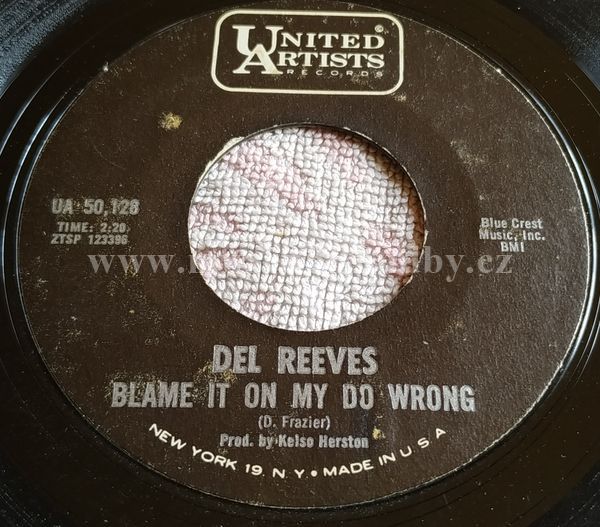 UNITED
ARTISTS
RECORDS
UA 50,128
TIME: 2:20
ZTSP 123396
Blue Crest
Music, Inc.
BMI
DEL REEVES
BLAME IT ON MY DO WRONG
(D. Frazier)
Prod. by Kelso Herston
NEW YORK 19, N. Y. • MADE IN U S A